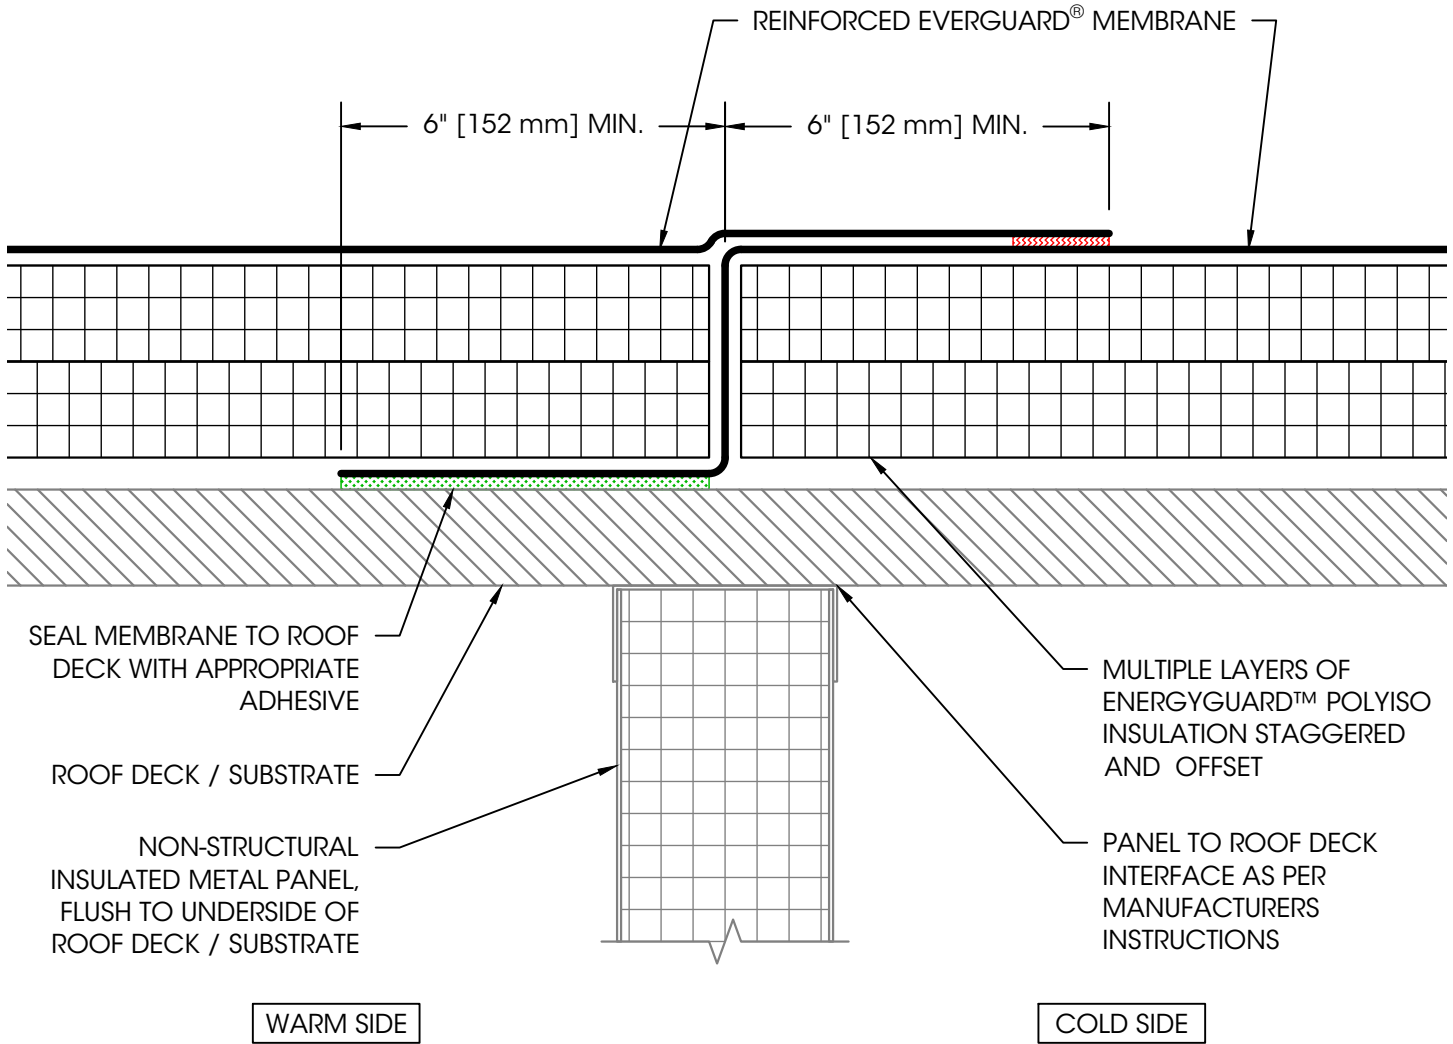 REINFORCED EVERGUARD® MEMBRANE
6" [152 mm] MIN.
6" [152 mm] MIN.
SEAL MEMBRANE TO ROOF
DECK WITH APPROPRIATE
ADHESIVE
ROOF DECK / SUBSTRATE
NON-STRUCTURAL
INSULATED METAL PANEL,
FLUSH TO UNDERSIDE OF
ROOF DECK / SUBSTRATE
MULTIPLE LAYERS OF
ENERGYGUARD™ POLYISO
INSULATION STAGGERED
AND OFFSET
PANEL TO ROOF DECK
INTERFACE AS PER
MANUFACTURERS
INSTRUCTIONS
WARM SIDE
COLD SIDE